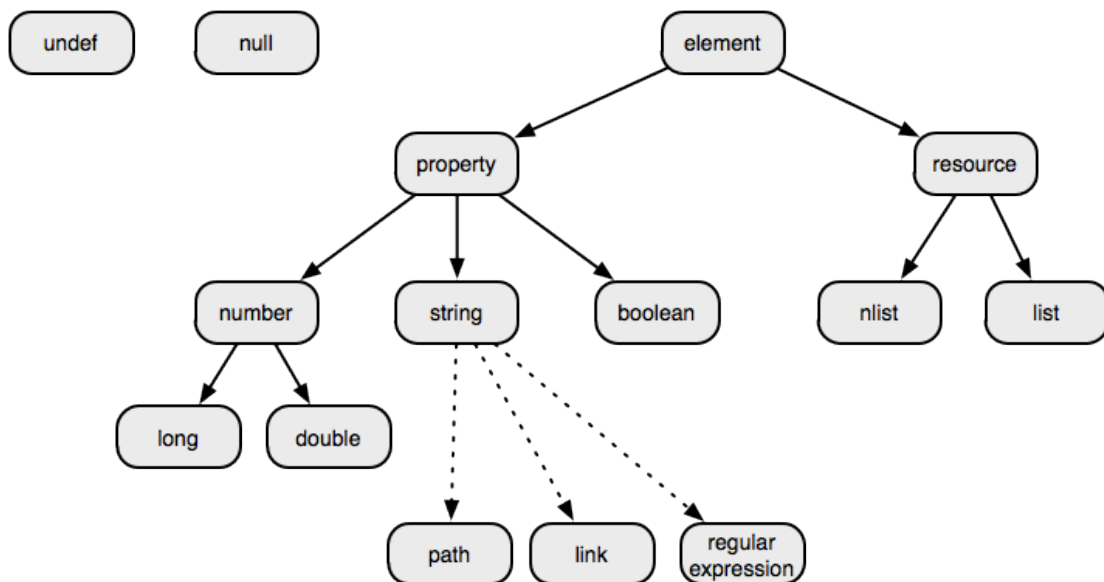 undef
null
element
property
resource
number
string
boolean
nlist
list
long
double
path
link
regular
expression